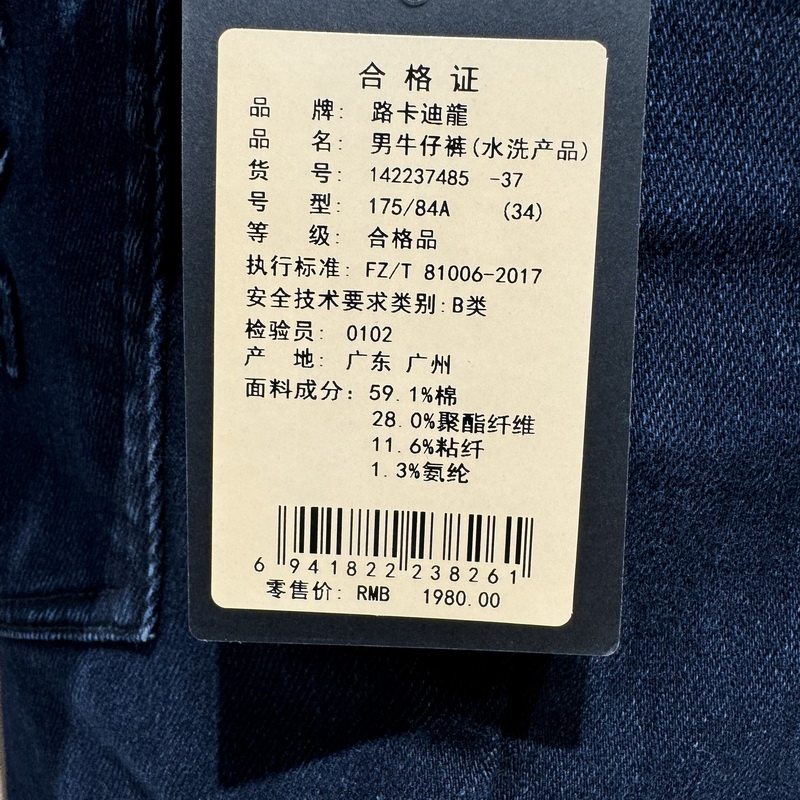 合格证
品 牌: 路卡迪龍
品 名: 男牛仔裤(水洗产品)
货 号: 142237485 -37
号 型: 175/84A (34)
等 级: 合格品
执行标准: FZ/T 81006-2017
安全技术要求类别:B类
检验员: 0102
产 地: 广东 广州
面料成分: 59.1%棉
28.0%聚酯纤维
11.6%粘纤
1.3%氨纶
6 941822 238261
零售价: RMB 1980.00